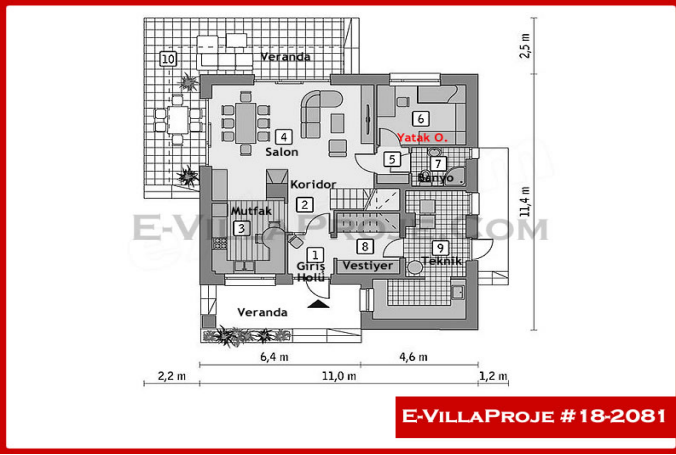 10
Veranda
2,5 m
6
Yatak O.
4
Salon
5
7
Banyo
Koridor
11,4 m
Mutfak
2
3
E-VillaProje.com
8
9
1
Giriş
Holü
Vestiyer
Teknik
Veranda
6,4 m
4,6 m
2,2 m
11,0 m
1,2 m
E-VillaProje #18-2081